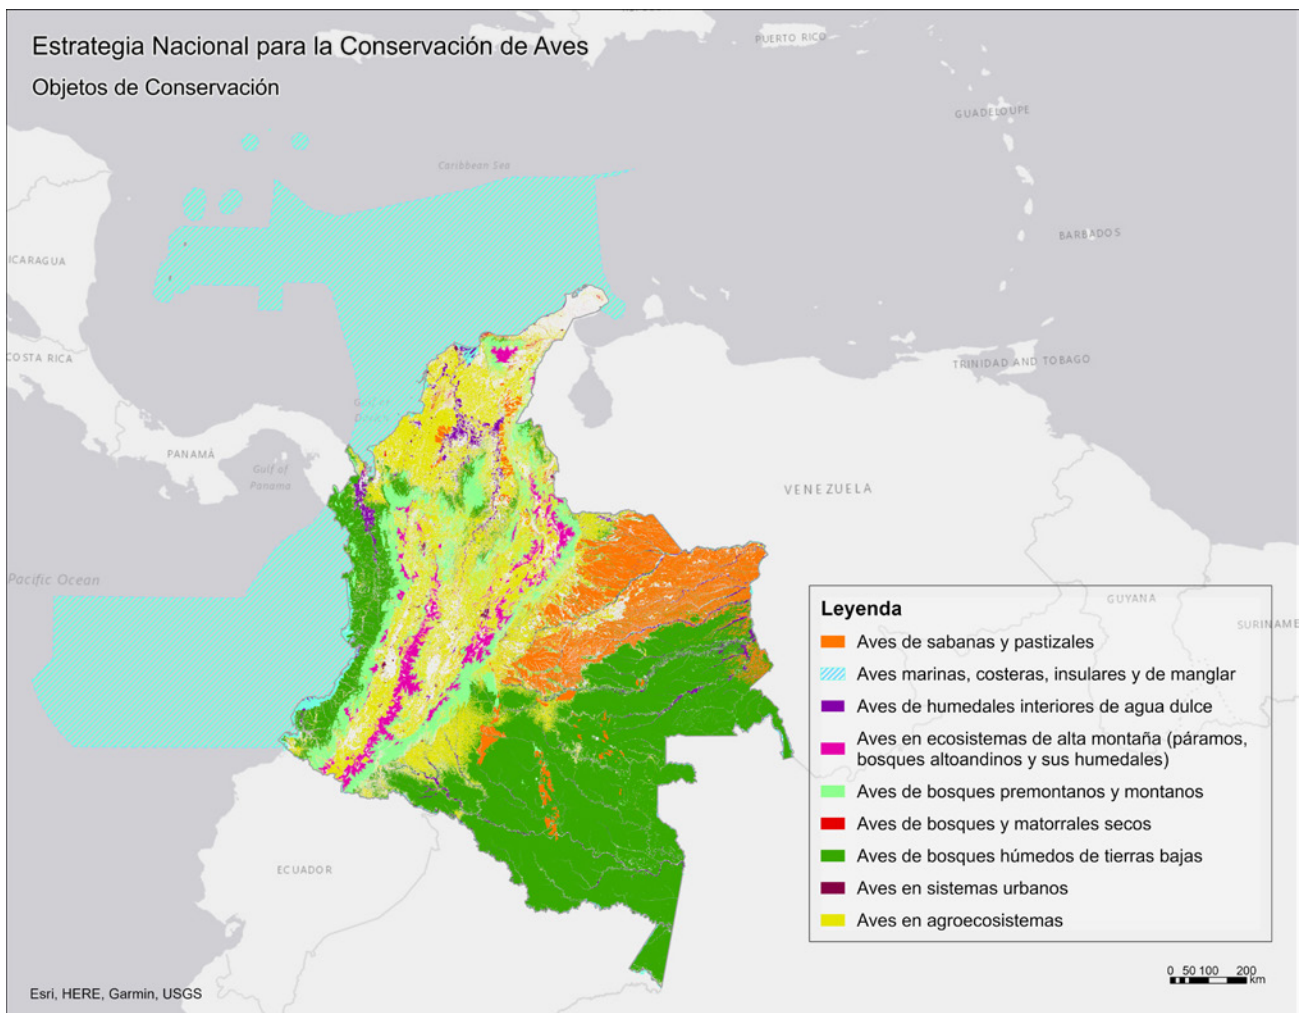 Estrategia Nacional para la Conservación de Aves
Objetos de Conservación
PUERTO RICO
GUADELOUPE
Caribbean Sea
BARBADOS
ICARAGUA
COSTA RICA
TRINIDAD AND TOBAGO
PANAMÁ
Gulf of
Panama
VENEZUELA
Pacific Ocean
GUYANA
SURINAME
ECUADOR
Leyenda
Aves de sabanas y pastizales
Aves marinas, costeras, insulares y de manglar
Aves de humedales interiores de agua dulce
Aves en ecosistemas de alta montaña (páramos,
bosques altoandinos y sus humedales)
Aves de bosques premontanos y montanos
Aves de bosques y matorrales secos
Aves de bosques húmedos de tierras bajas
Aves en sistemas urbanos
Aves en agroecosistemas
0 50 100 200
km
Esri, HERE, Garmin, USGS